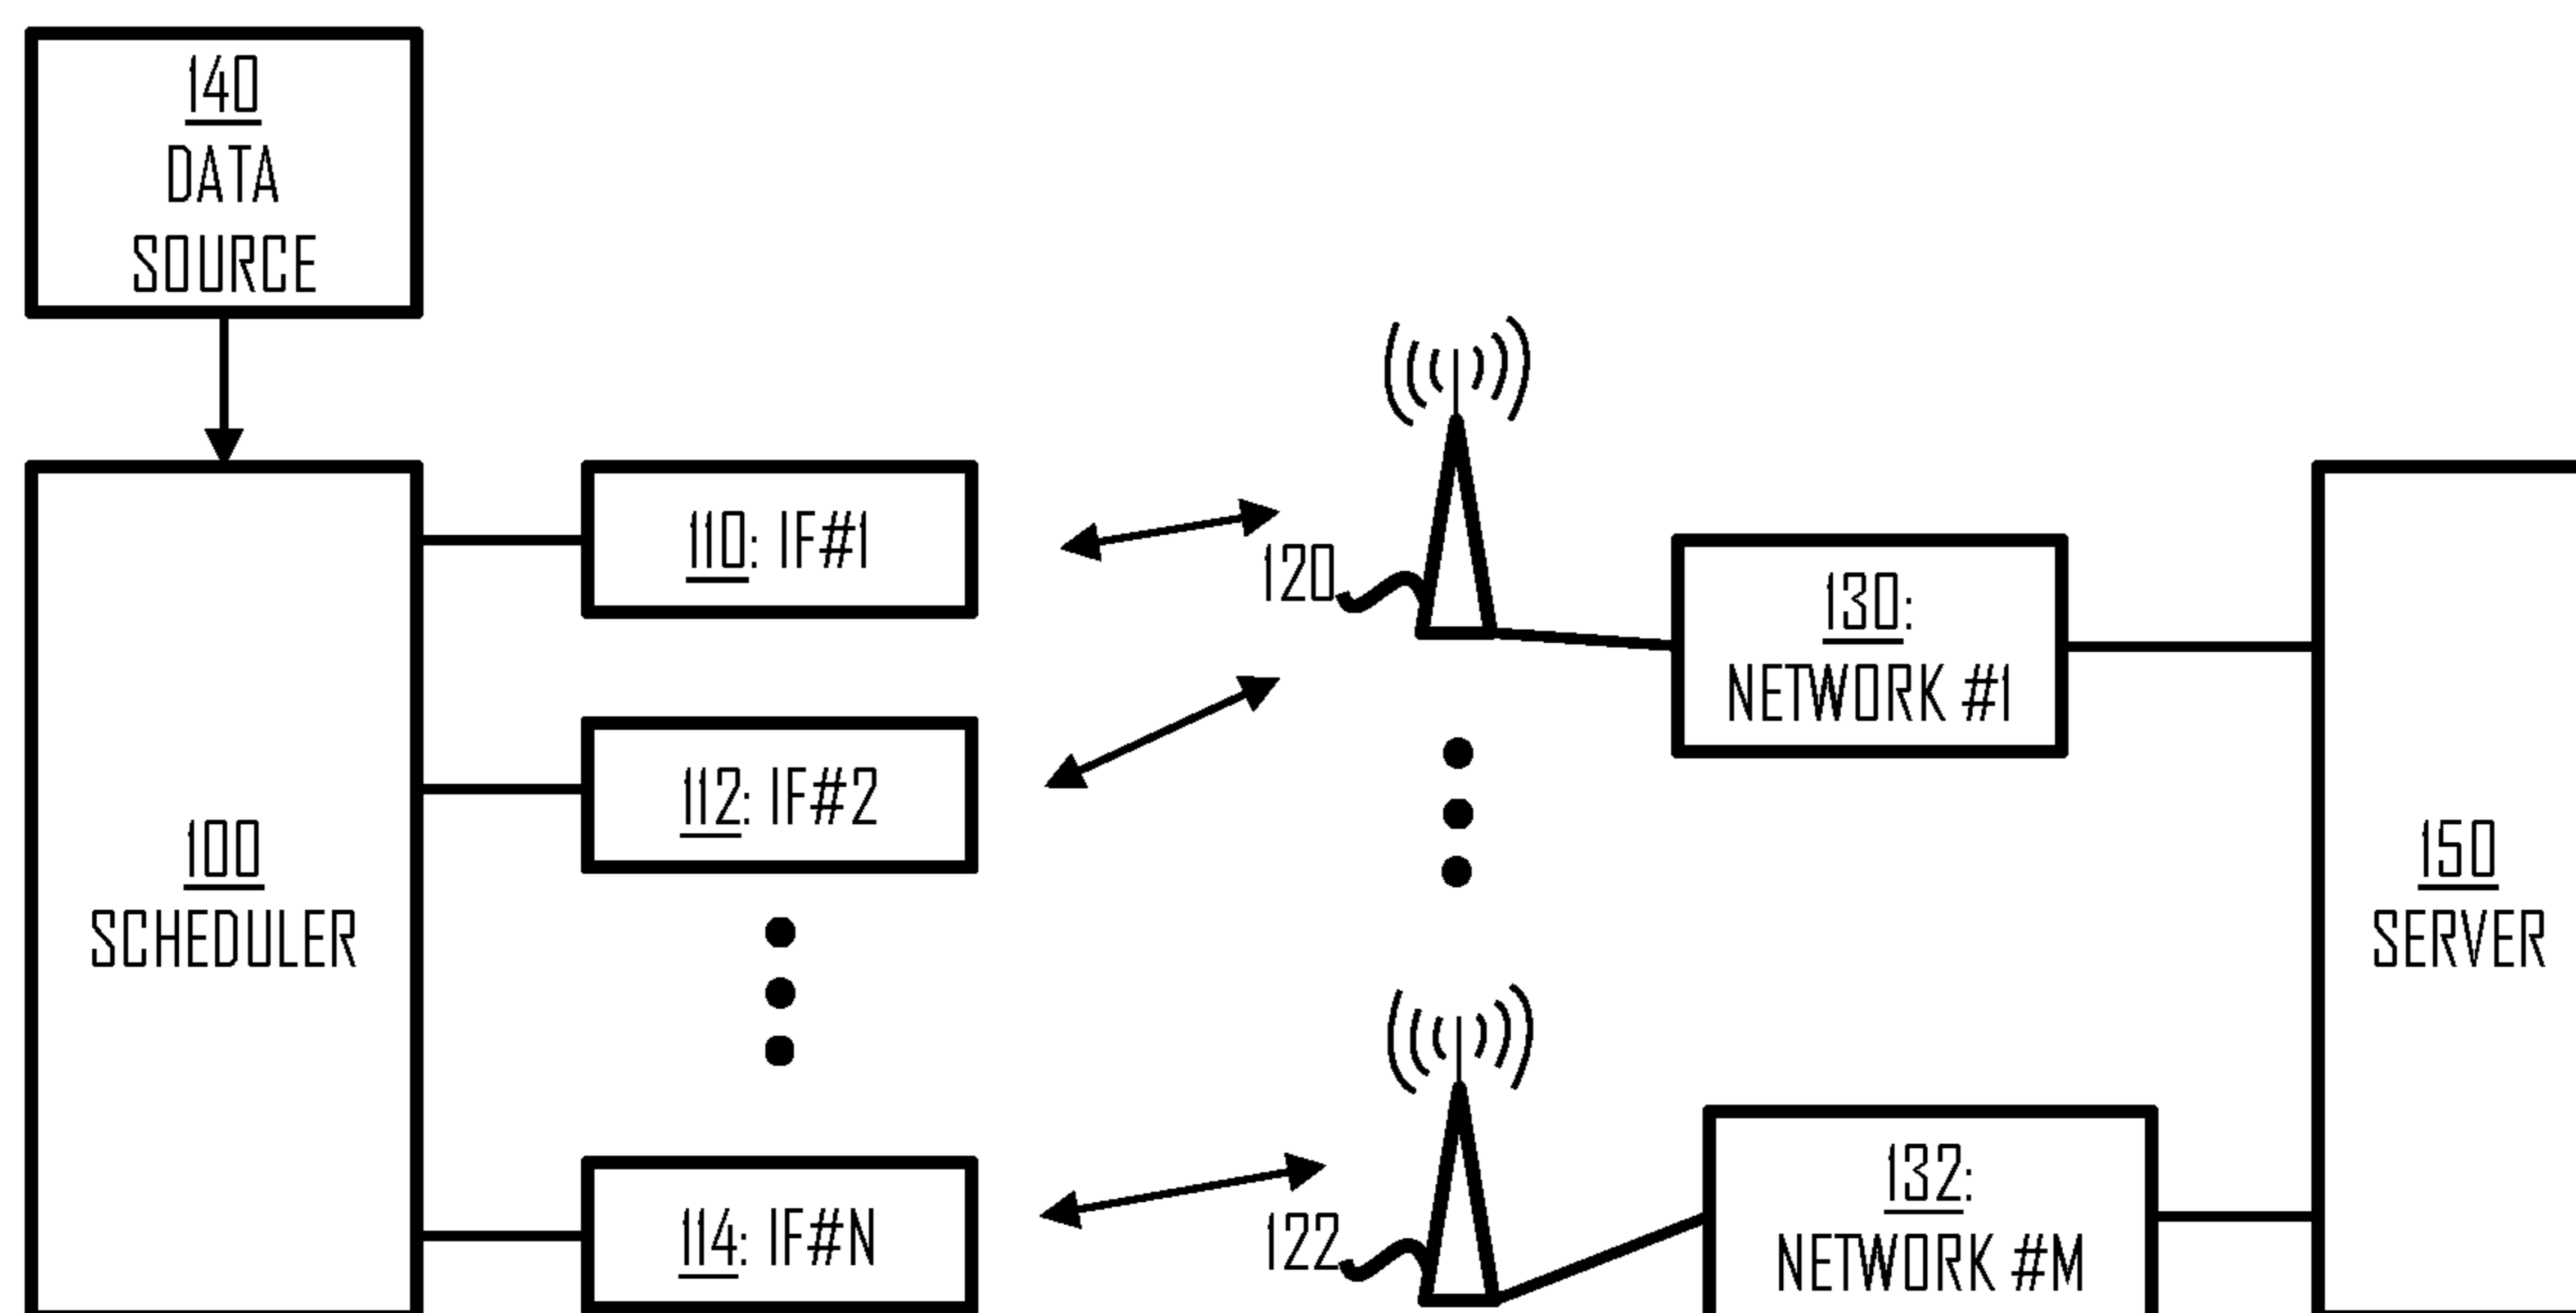 140
DATA
SOURCE
110: IF#1
120
130:
NETWORK #1
112: IF#2
100
SCHEDULER
150
SERVER
114: IF#N
122
132:
NETWORK #M